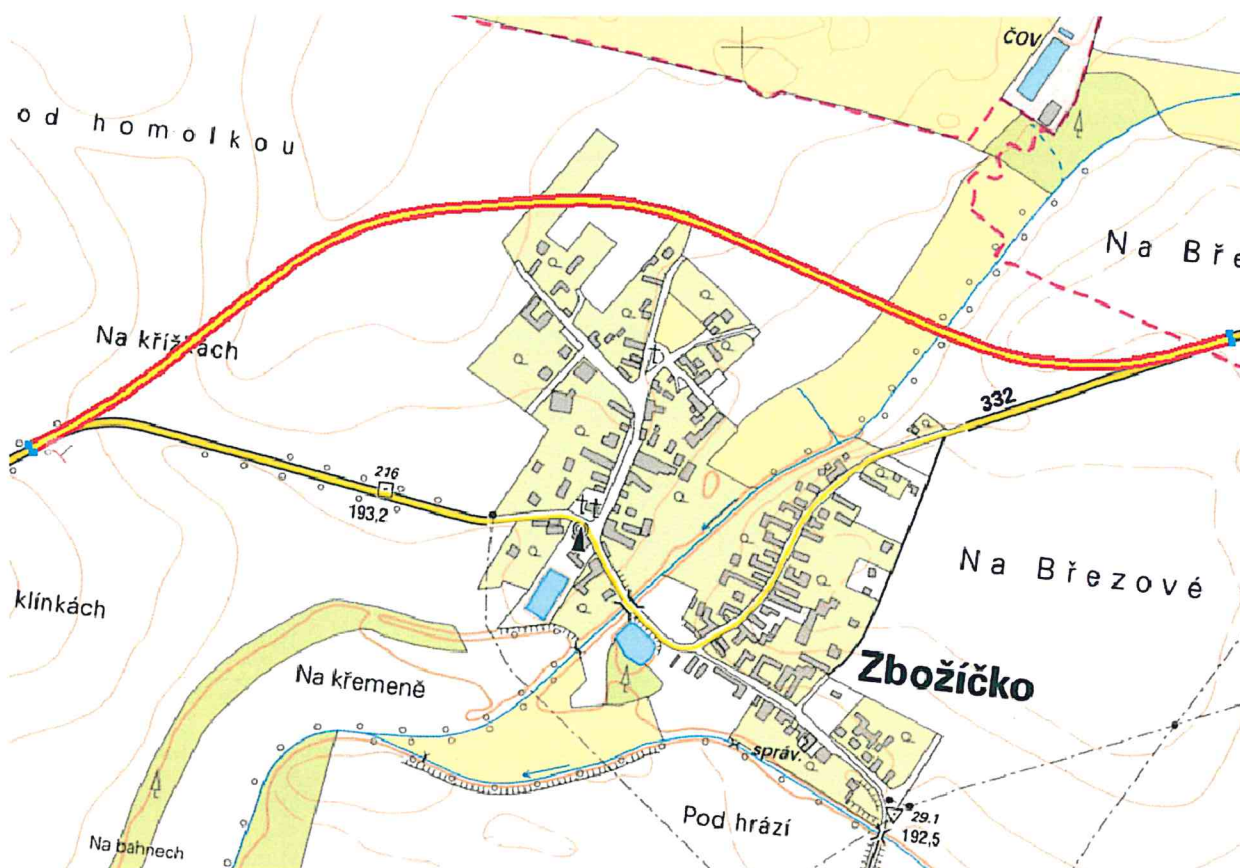 ČOV
od homolkou
Na Bře
Na křížkách
332
216
193,2
Na Březové
klínkách
Zbožíčko
Na křemeně
správ.
Pod hrází
29.1
192,5
Na bahnech